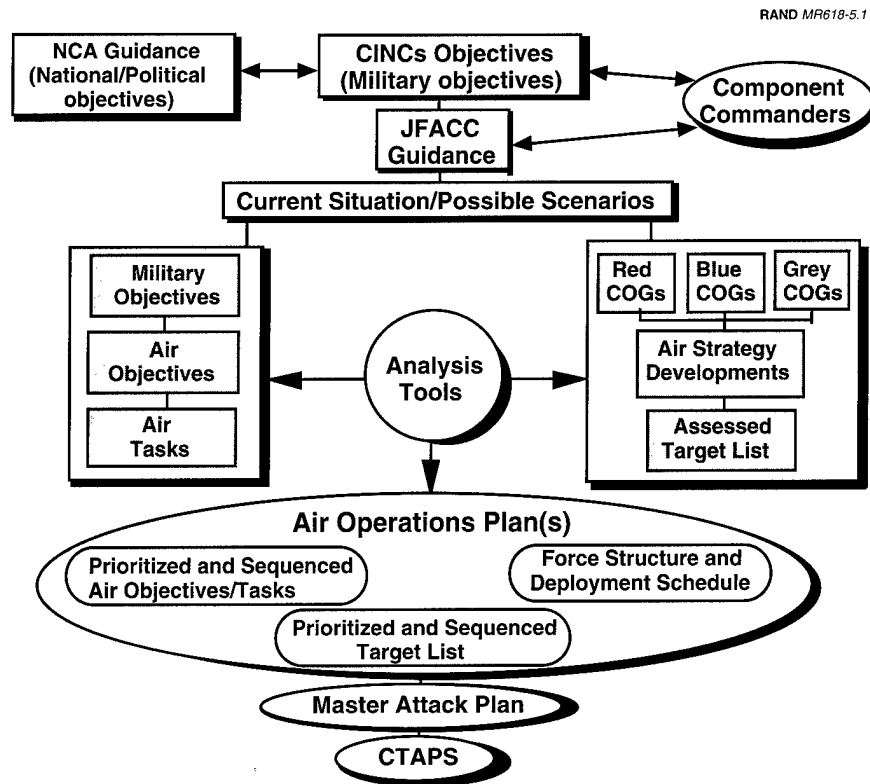 RAND MR618-5.1
NCA Guidance
(National/Political
objectives)
CINCs Objectives
(Military objectives)
Component
Commanders
JFACC
Guidance
Current Situation/Possible Scenarios
Military
Objectives
Air
Objectives
Air
Tasks
Analysis
Tools
Red
COGs
Blue
COGs
Grey
COGs
Air Strategy
Developments
Assessed
Target List
Air Operations Plan(s)
Prioritized and Sequenced
Air Objectives/Tasks
Force Structure and
Deployment Schedule
Prioritized and Sequenced
Target List
Master Attack Plan
CTAPS